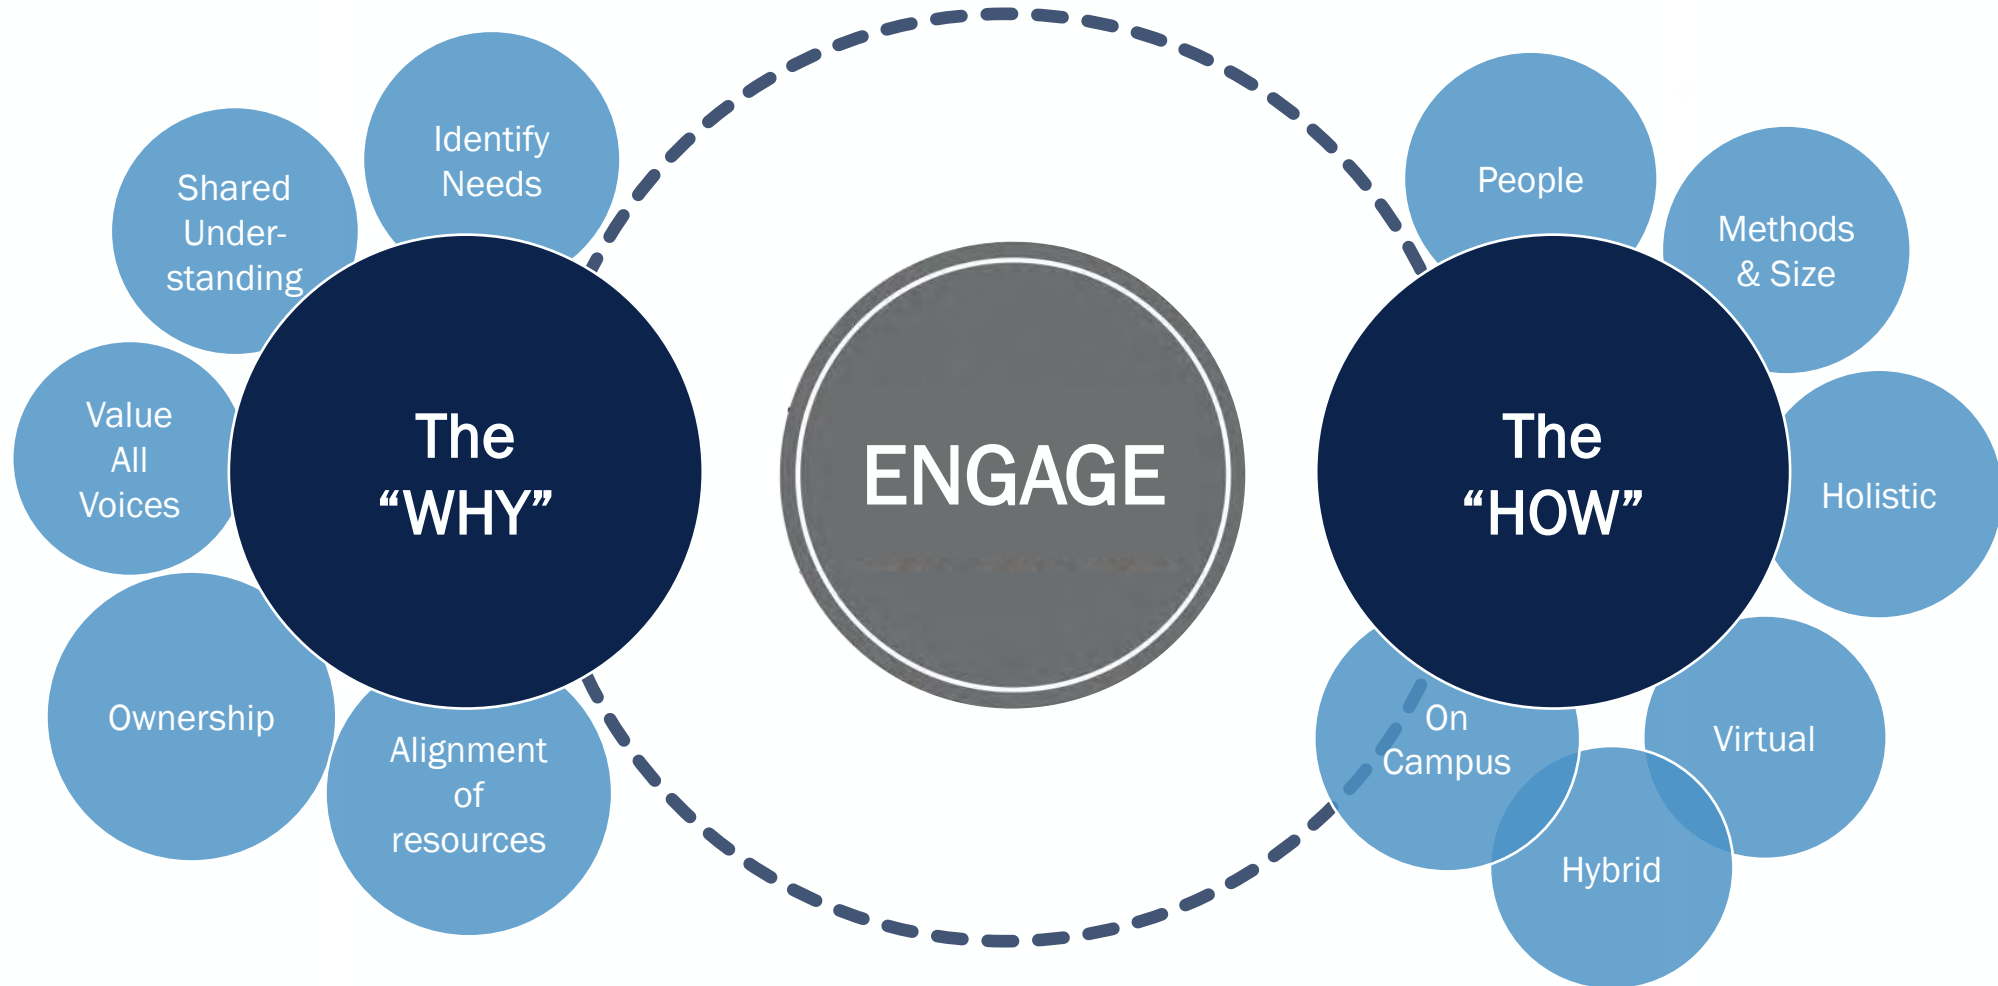 Identify
Needs
Shared
Under-
standing
Value
All
Voices
Ownership
Alignment
of
resources
The
“WHY”
ENGAGE
The
“HOW”
People
Methods
& Size
Holistic
Virtual
Hybrid
On
Campus